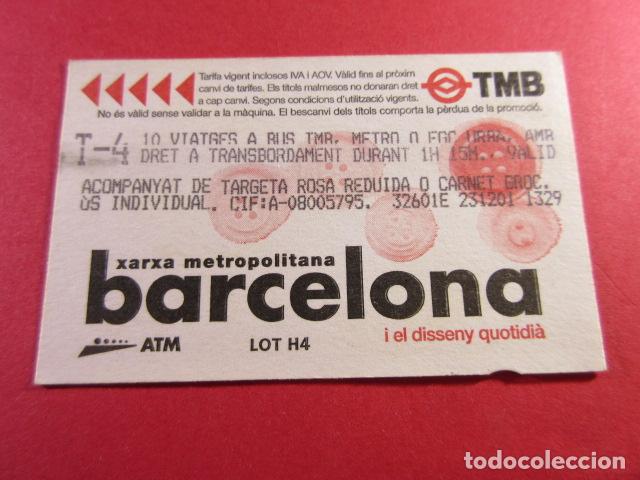 Tarifa vigent inclosos IVA i AOV. Vàlid fins al pròxim
canvi de tarifes. Els títols malmesos no donaran dret
a cap canvi. Segons condicions d'utilització vigents.
No és vàlid sense validar a la màquina. El bescanvi dels títols comporta la pèrdua de la promoció.
TMB
T-4 10 VIATGES A BUS TMB, METRO O FGC URBA, AMB
DRET A TRANSBORDAMENT DURANT 1H 15M.. VALID
ACOMPANYAT DE TARGETA ROSA REDUIDA O CARNET GROC.
ÚS INDIVIDUAL. CIF:A-08005795. 32601E 231201 1329
xarxa metropolitana
barcelona
i el disseny quotidià
ATM LOT H4
todocoleccion.net